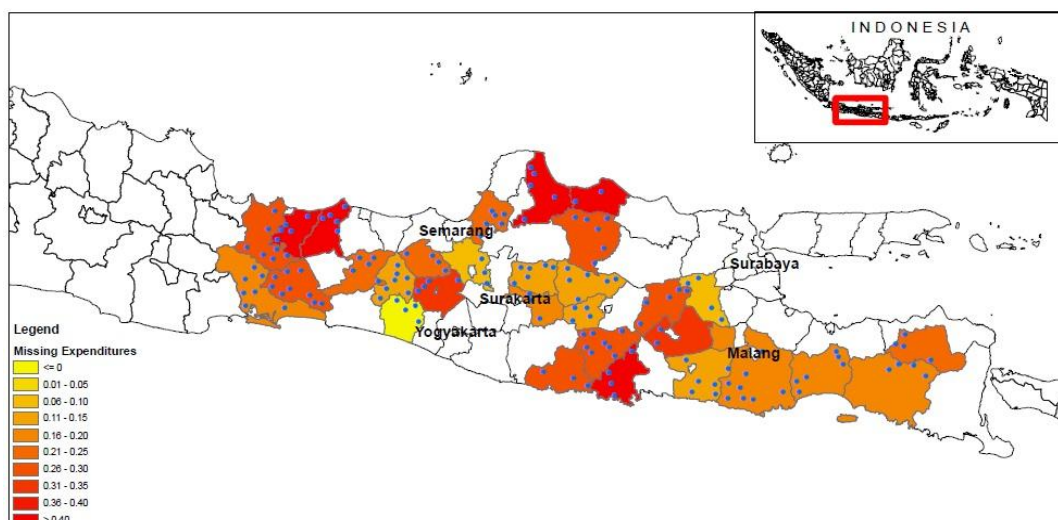 INDONESIA
Semarang
Surabaya
Surakarta
Yogyakarta
Malang
Legend
Missing Expenditures
<= 0
0.01 - 0.05
0.06 - 0.10
0.11 - 0.15
0.16 - 0.20
0.21 - 0.25
0.26 - 0.30
0.31 - 0.35
0.36 - 0.40
> 0.40